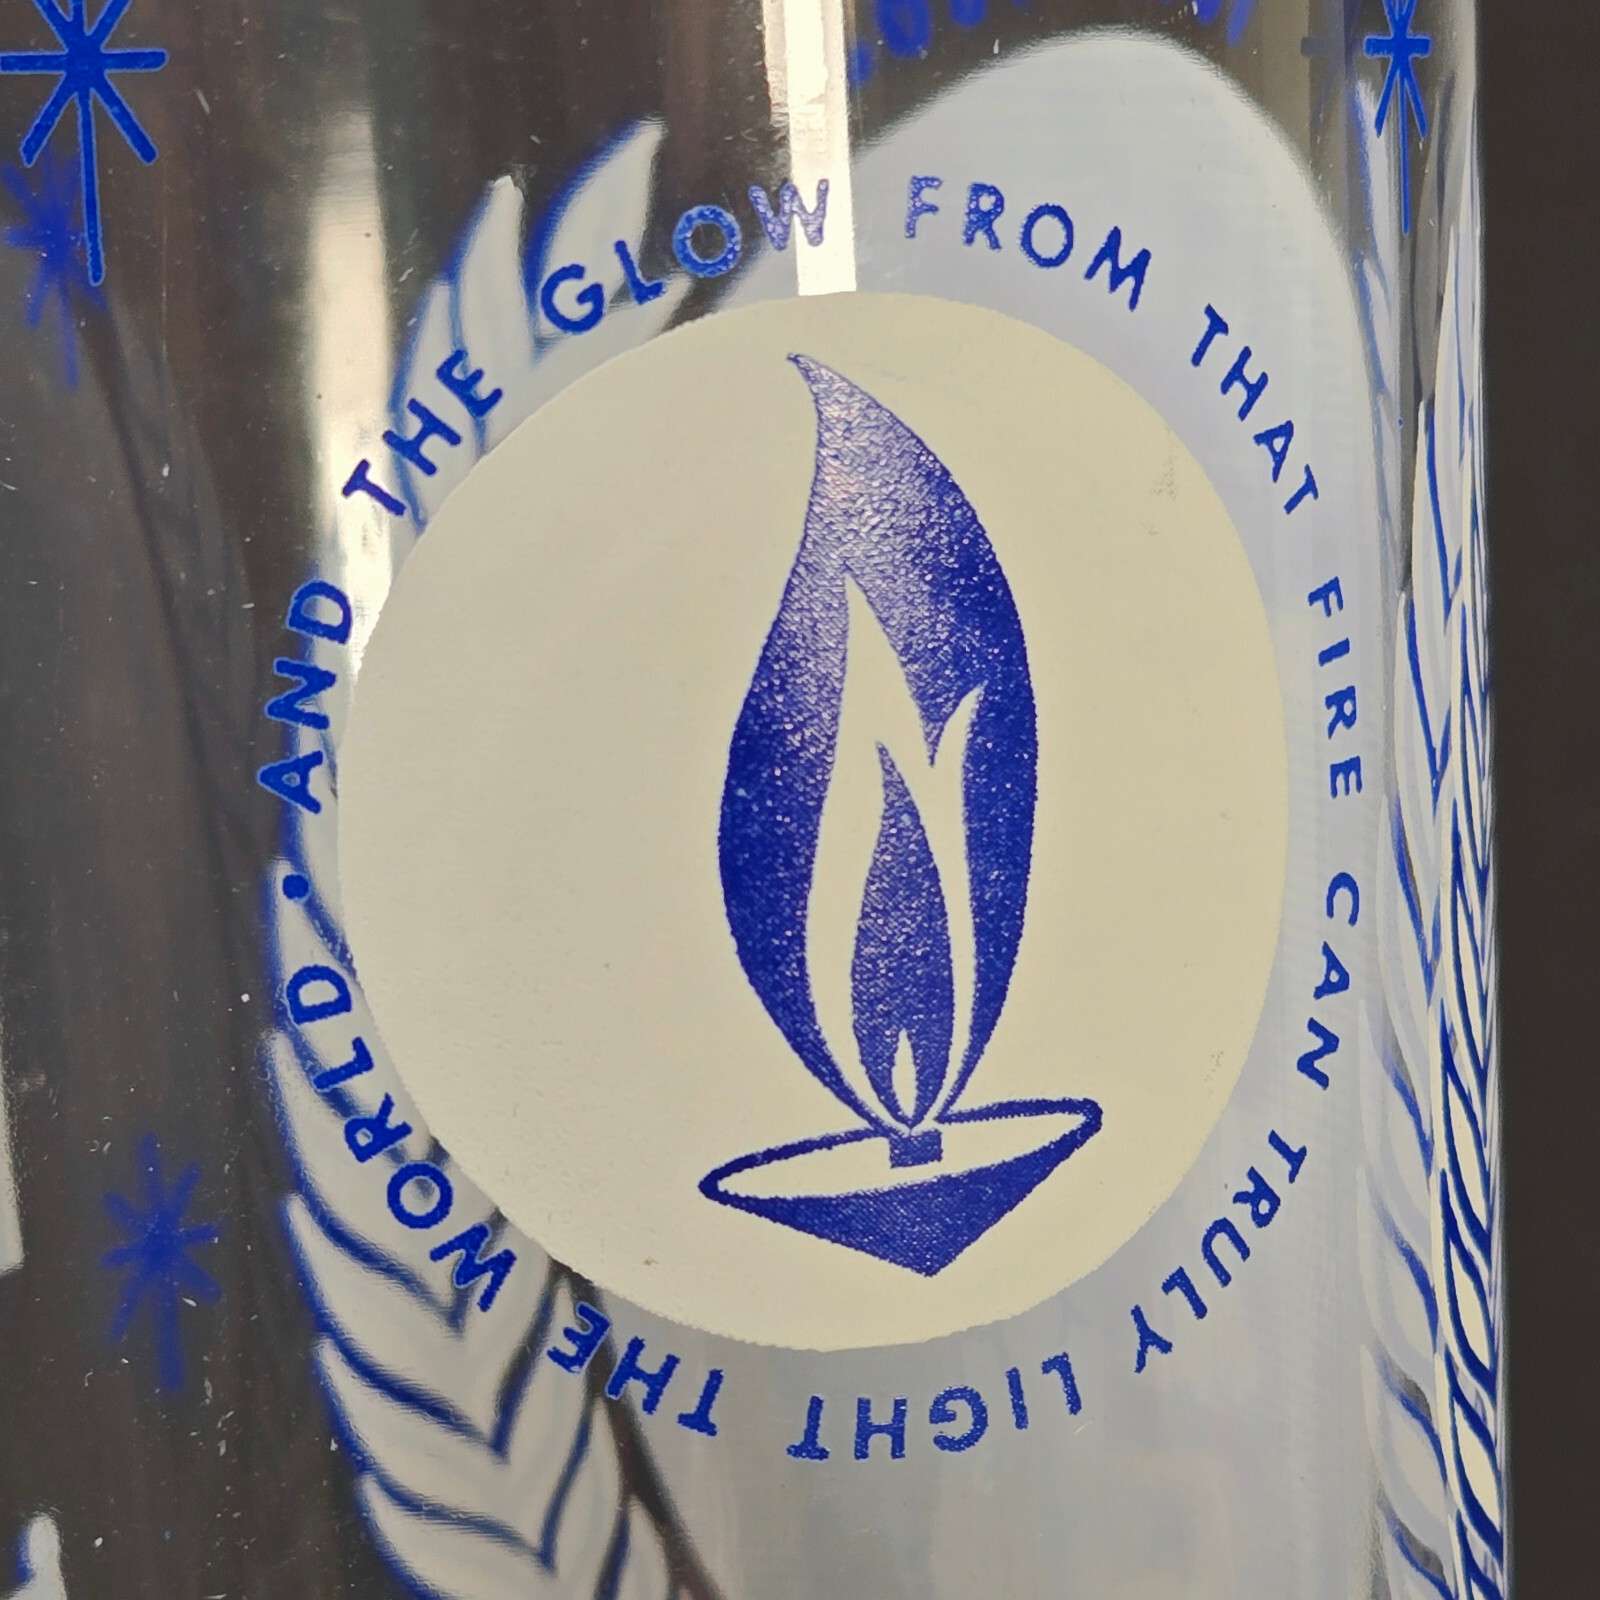 AND THE GLOW FROM THAT FIRE CAN TRULY LIGHT THE WORLD •